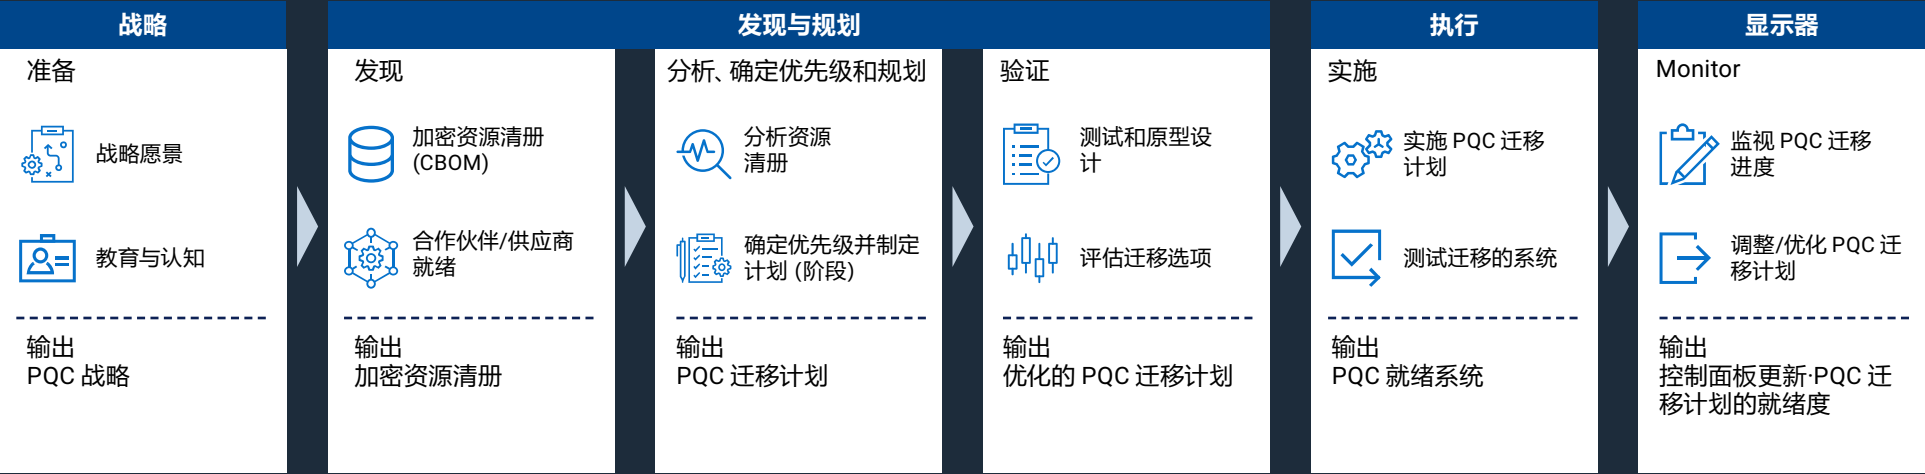 战略
准备
战略愿景
教育与认知
输出
PQC 战略
发现与规划
发现
加密资源清册
(CBOM)
合作伙伴/供应商
就绪
输出
加密资源清册
分析、确定优先级和规划
分析资源
清册
确定优先级并制定
计划 (阶段)
输出
PQC 迁移计划
验证
测试和原型设
计
评估迁移选项
输出
优化的 PQC 迁移计划
执行
实施
实施 PQC 迁移
计划
测试迁移的系统
输出
PQC 就绪系统
显示器
Monitor
监视 PQC 迁移
进度
调整/优化 PQC 迁
移计划
输出
控制面板更新·PQC 迁
移计划的就绪度